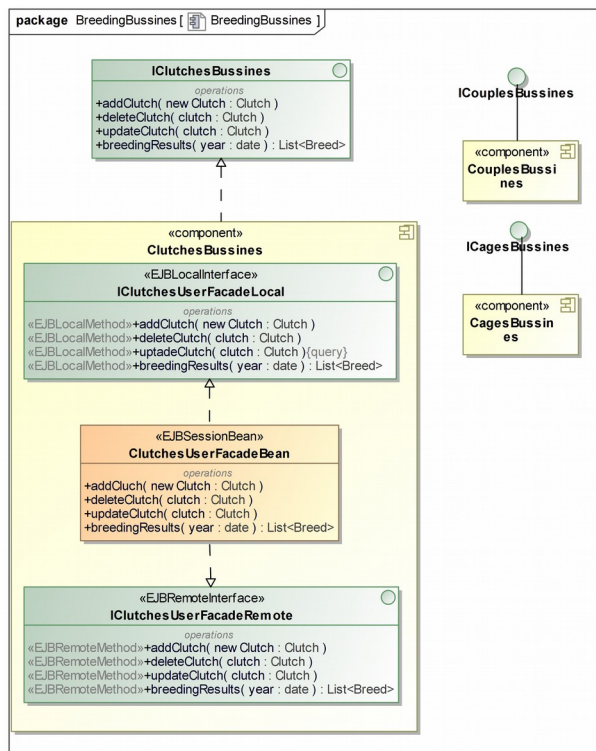 package BreedingBussines [ BreedingBussines ]
IClutchesBussines
operations
+addClutch( new Clutch : Clutch )
+deleteClutch( clutch : Clutch )
+updateClutch( clutch : Clutch )
+breedingResults( year : date ) : List<Breed>
ICouplesBussines
«component»
CouplesBussi
nes
ICagesBussines
«component»
CagesBussin
es
«component»
ClutchesBussines
«EJBLocalInterface»
IClutchesUserFacadeLocal
operations
«EJBLocalMethod»+addClutch( new Clutch : Clutch )
«EJBLocalMethod»+deleteClutch( clutch : Clutch )
«EJBLocalMethod»+uptadeClutch( clutch : Clutch ){query}
«EJBLocalMethod»+breedingResults( year : date ) : List<Breed>
«EJBSessionBean»
ClutchesUserFacadeBean
operations
+addCluch( new Clutch : Clutch )
+deleteClutch( clutch : Clutch )
+updateClutch( clutch : Clutch )
+breedingResults( year : date ) : List<Breed>
«EJBRemoteInterface»
IClutchesUserFacadeRemote
operations
«EJBRemoteMethod»+addClutch( new Clutch : Clutch )
«EJBRemoteMethod»+deleteClutch( clutch : Clutch )
«EJBRemoteMethod»+updateClutch( clutch : Clutch )
«EJBRemoteMethod»+breedingResults( year : date ) : List<Breed>